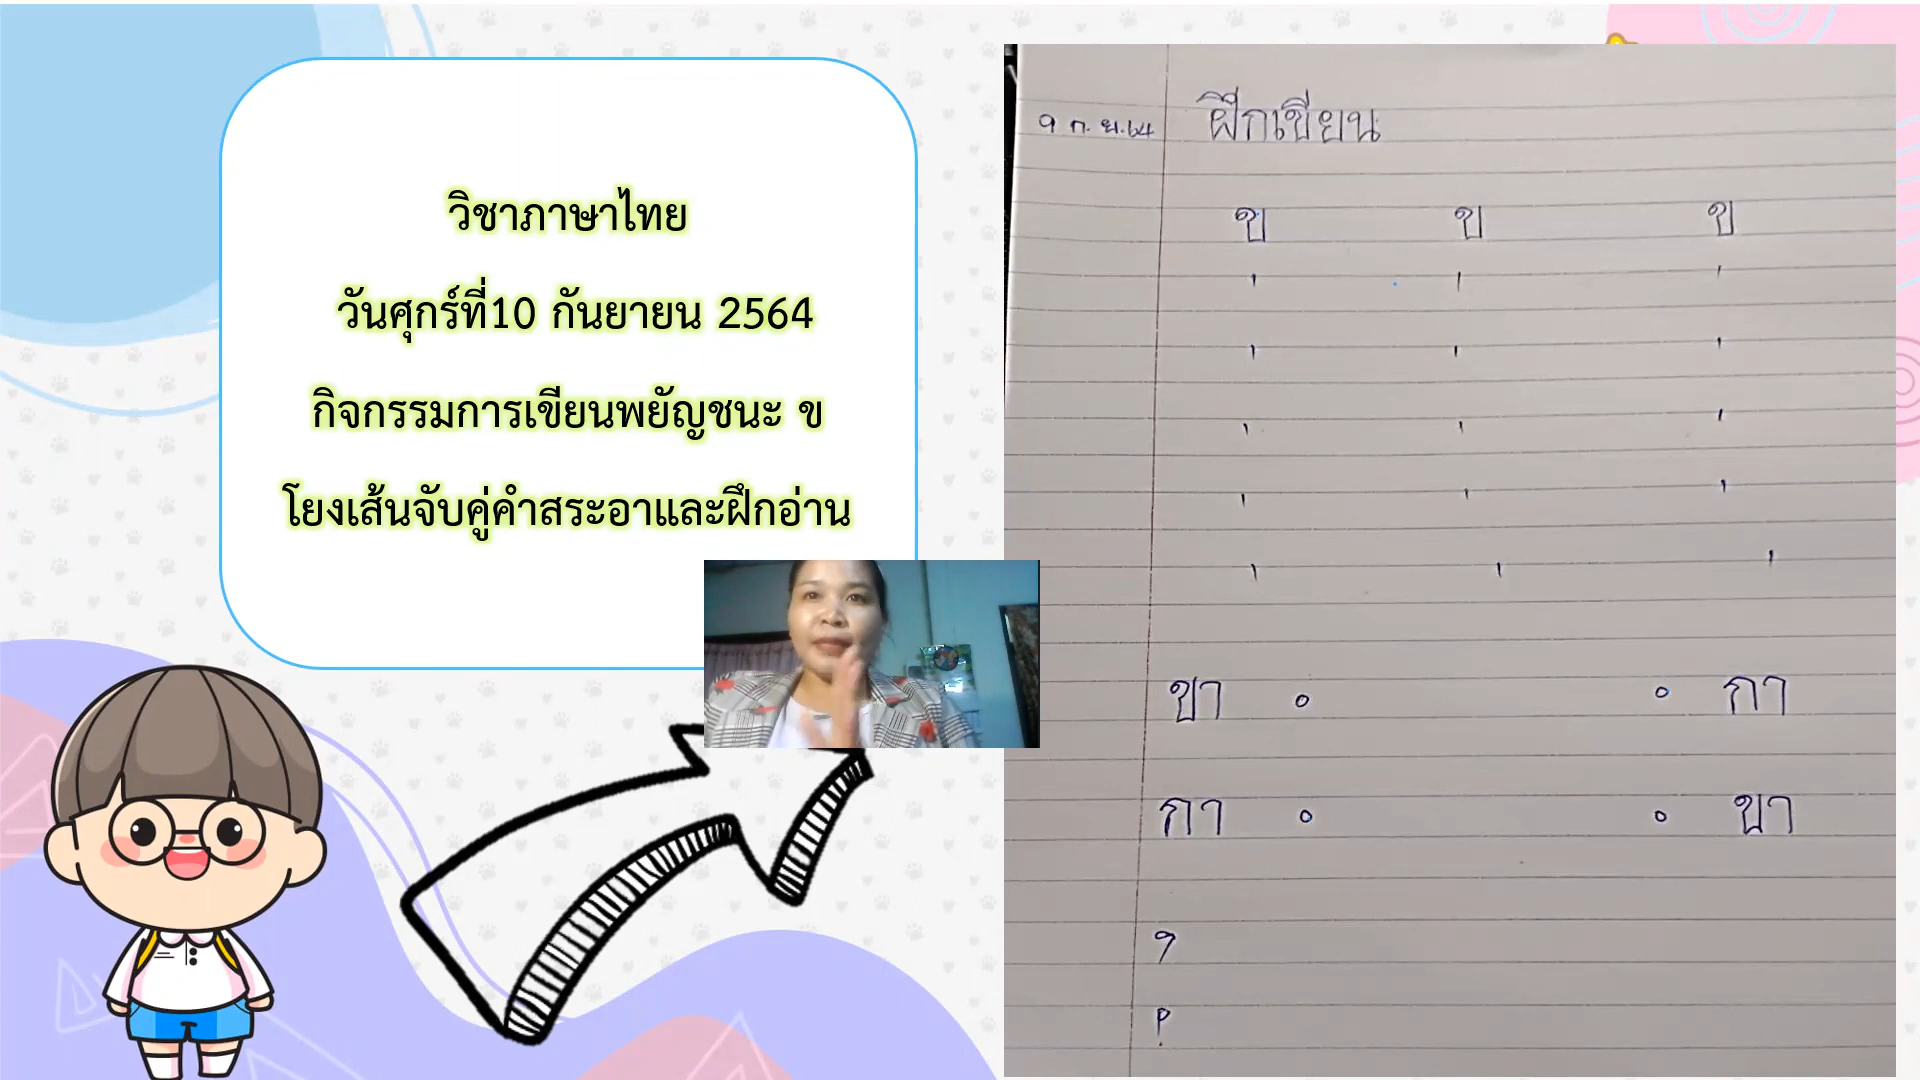 วิชาภาษาไทย
วันศุกร์ที่10 กันยายน 2564
กิจกรรมการเขียนพยัญชนะ ข
โยงเส้นจับคู่คำสระอาและฝึกอ่าน
9 ก.ย.64 ฝึกเขียน
ข ข ข
ขา กา
กา ขา